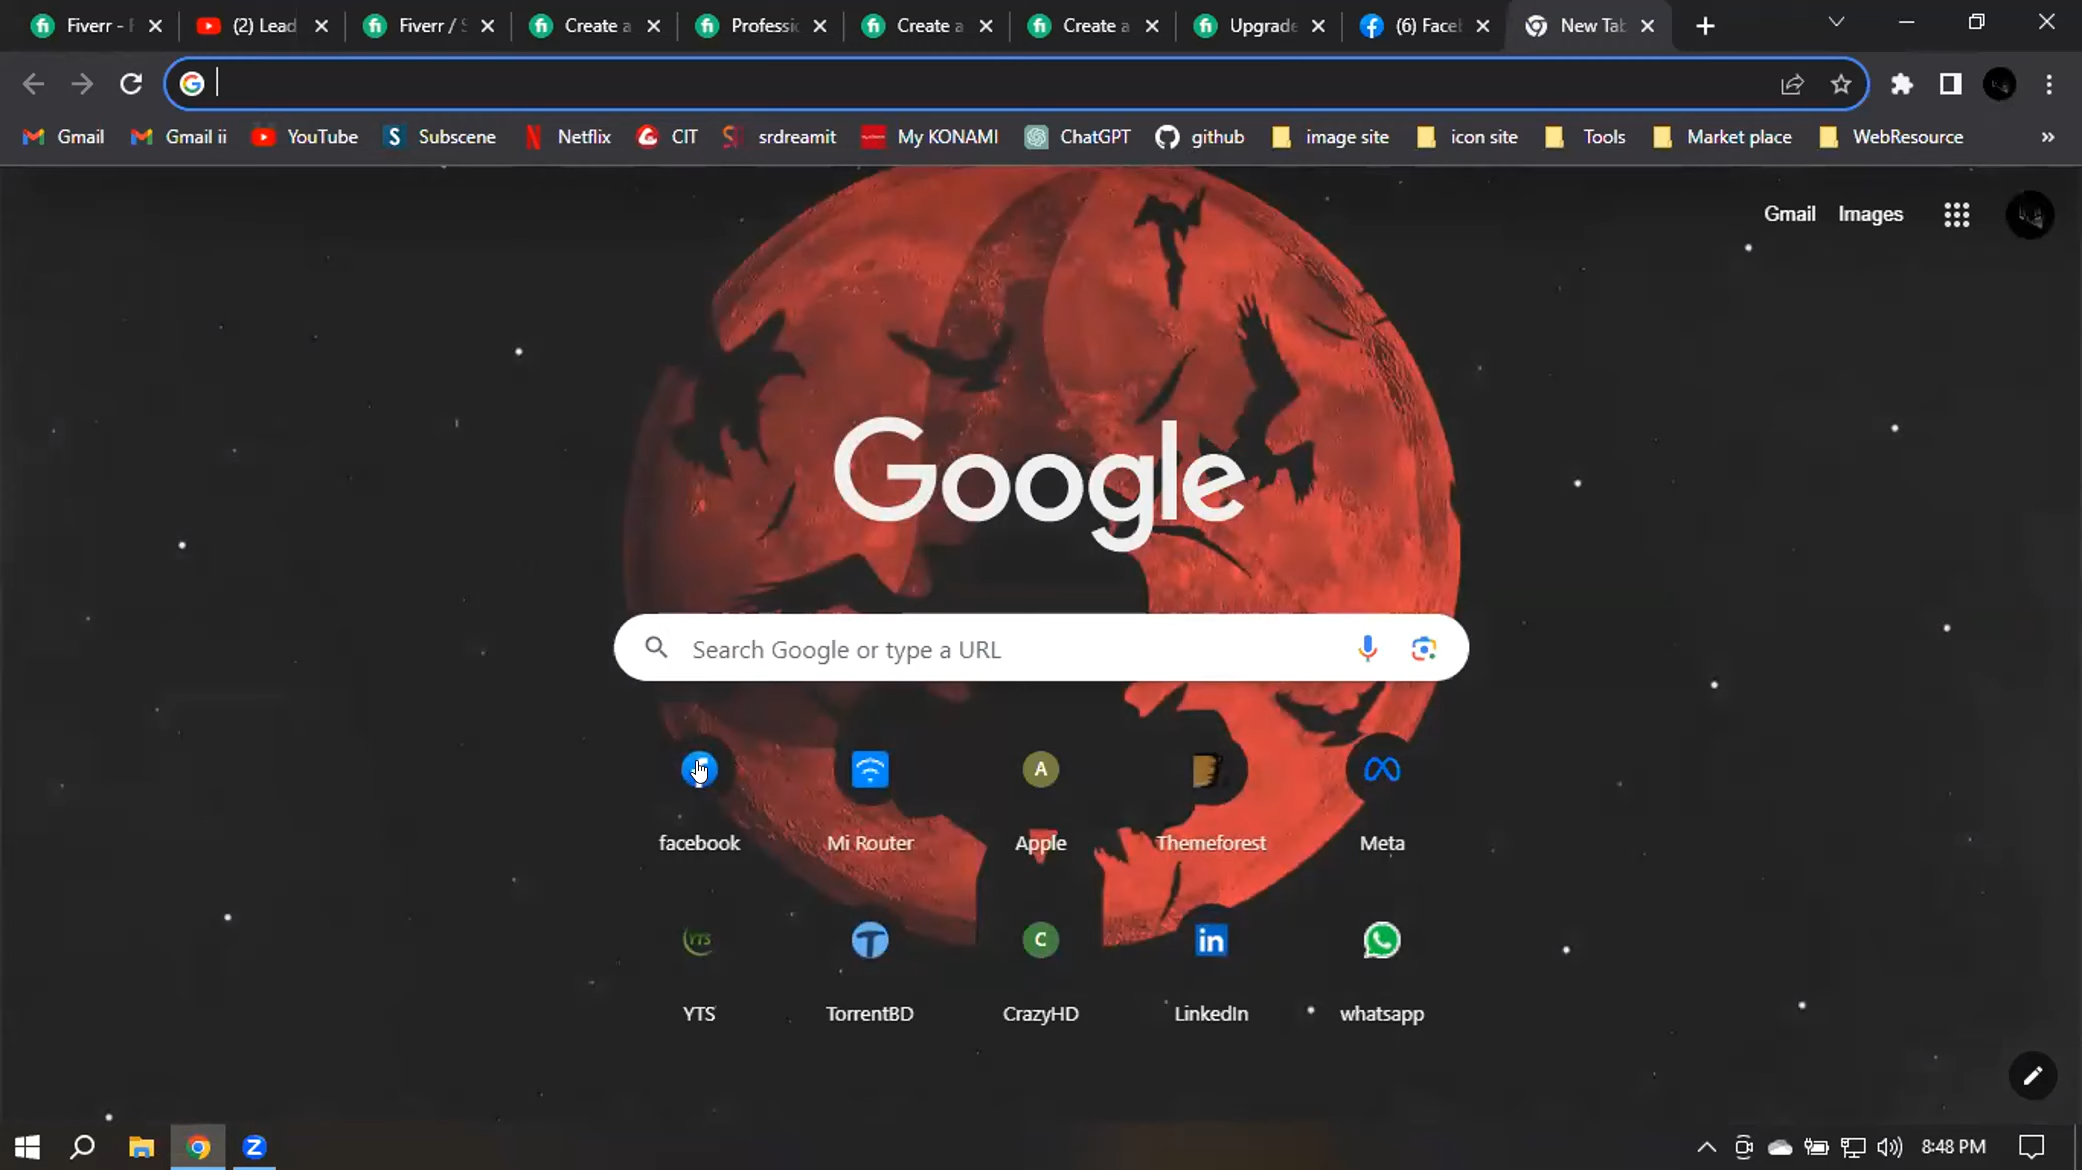 Fiverr - F
(2) Lead
Fiverr / S
Create a
Professi
Create a
Create a
Upgrade
(6) Facel
New Tab
Gmail
Gmail ii
YouTube
Subscene
Netflix
CIT
srdreamit
My KONAMI
ChatGPT
github
image site
icon site
Tools
Market place
WebResource
Gmail
Images
Google
Search Google or type a URL
facebook
Mi Router
Apple
Themeforest
Meta
YTS
TorrentBD
CrazyHD
LinkedIn
whatsapp
8:48 PM